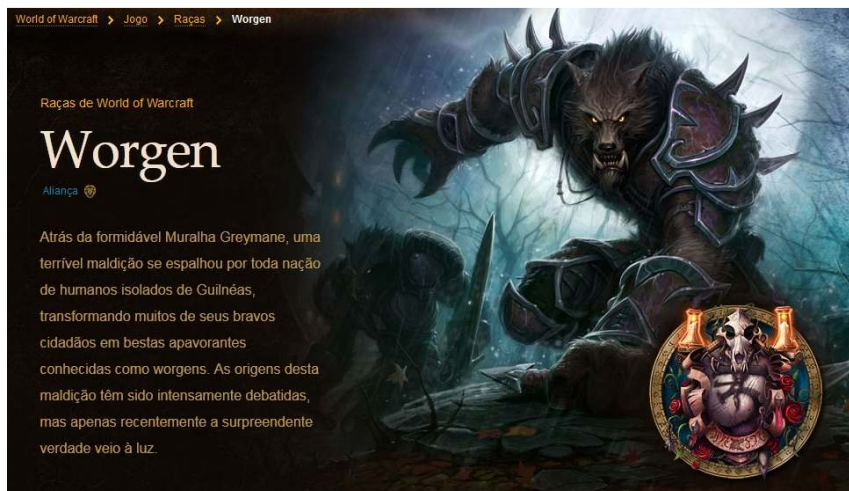 World of Warcraft > Jogo > Raças > Worgen
Raças de World of Warcraft
Worgen
Aliança
Atrás da formidável Muralha Greymane, uma
terrível maldição se espalhou por toda nação
de humanos isolados de Guilnéas,
transformando muitos de seus bravos
cidadãos em bestas apavorantes
conhecidas como worgens. As origens desta
maldição têm sido intensamente debatidas,
mas apenas recentemente a surpreendente
verdade veio à luz.